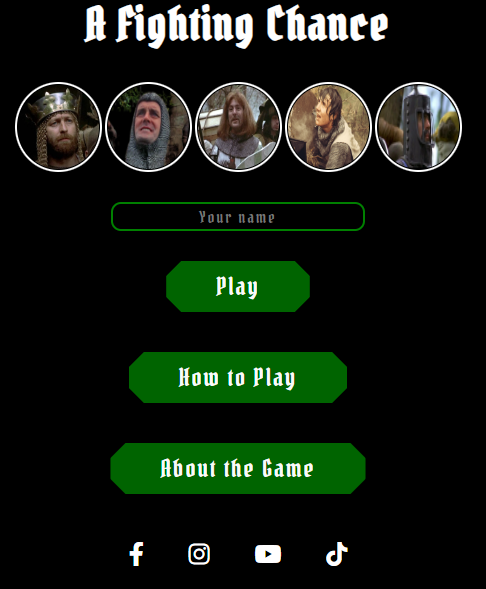 A Fighting Chance
Your name
Play
How to Play
About the Game